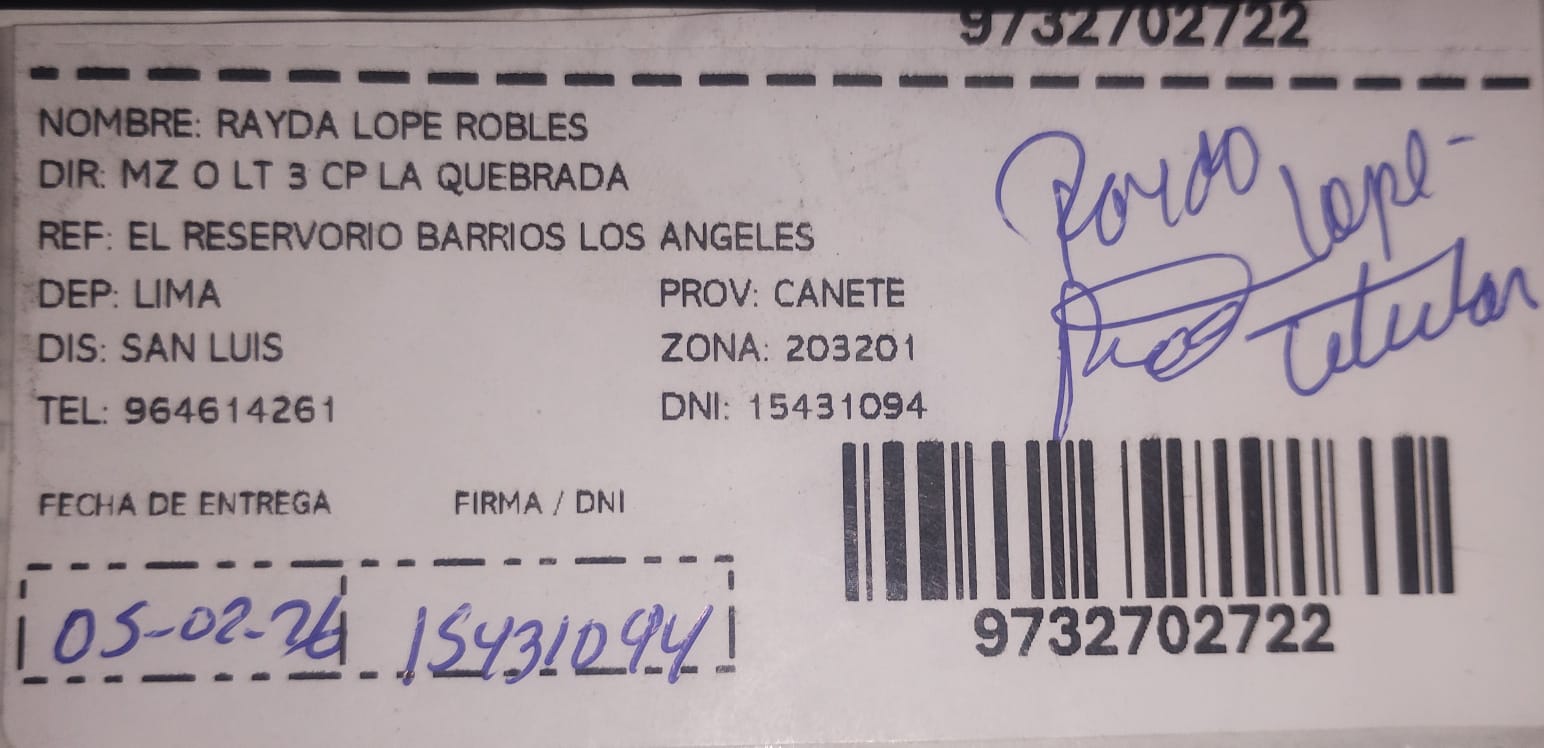 9732702722
NOMBRE: RAYDA LOPE ROBLES
DIR: MZ O LT 3 CP LA QUEBRADA
REF: EL RESERVORIO BARRIOS LOS ANGELES
DEP: LIMA PROV: CANETE
DIS: SAN LUIS ZONA: 203201
TEL: 964614261 DNI: 15431094
Rayda Lope -
titular
FECHA DE ENTREGA FIRMA / DNI
05-02-26 15431094
9732702722